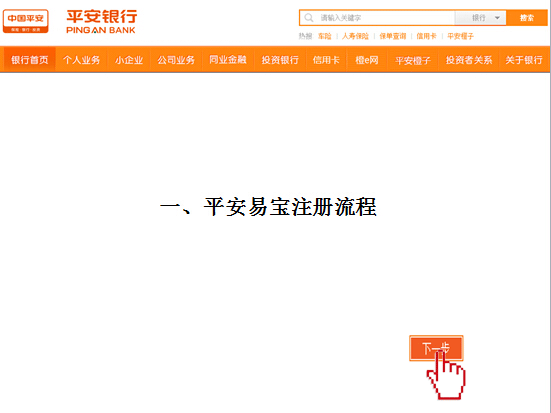 中国平安
保险·银行·投资
平安银行
PING AN BANK
请输入关键字 银行 搜索
热搜 车险 人寿保险 保单查询 信用卡 平安橙子
银行首页 个人业务 小企业 公司业务 同业金融 投资银行 信用卡 橙e网 平安橙子 投资者关系 关于银行
一、平安易宝注册流程
下一步